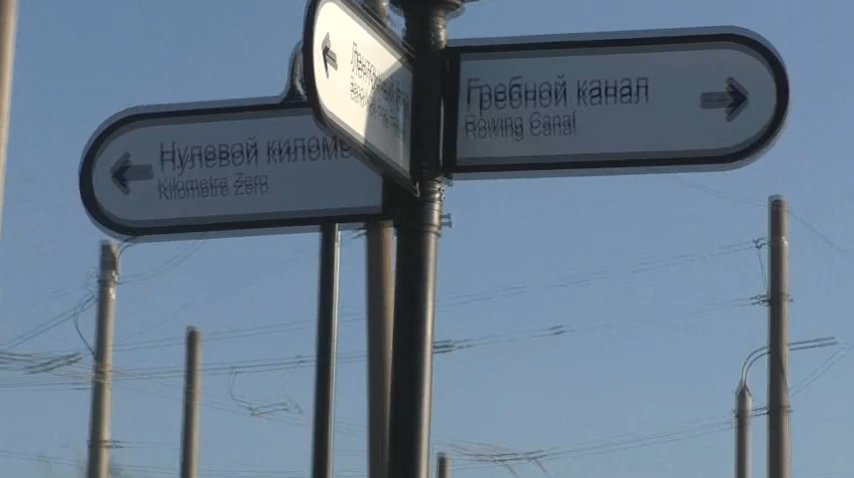 Нулевой киломе
Kilometre Zero
Гребной канал
Rowing Canal